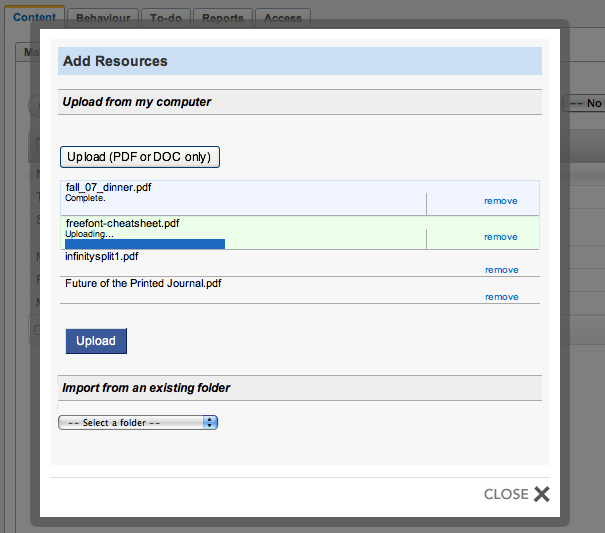 Content Behaviour To-do Reports Access
Add Resources
Upload from my computer
-- No
Upload (PDF or DOC only)
fall_07_dinner.pdf
Complete.
remove
freefont-cheatsheet.pdf
Uploading...
remove
infinitysplit1.pdf
remove
Future of the Printed Journal.pdf
remove
Upload
Import from an existing folder
-- Select a folder --
CLOSE